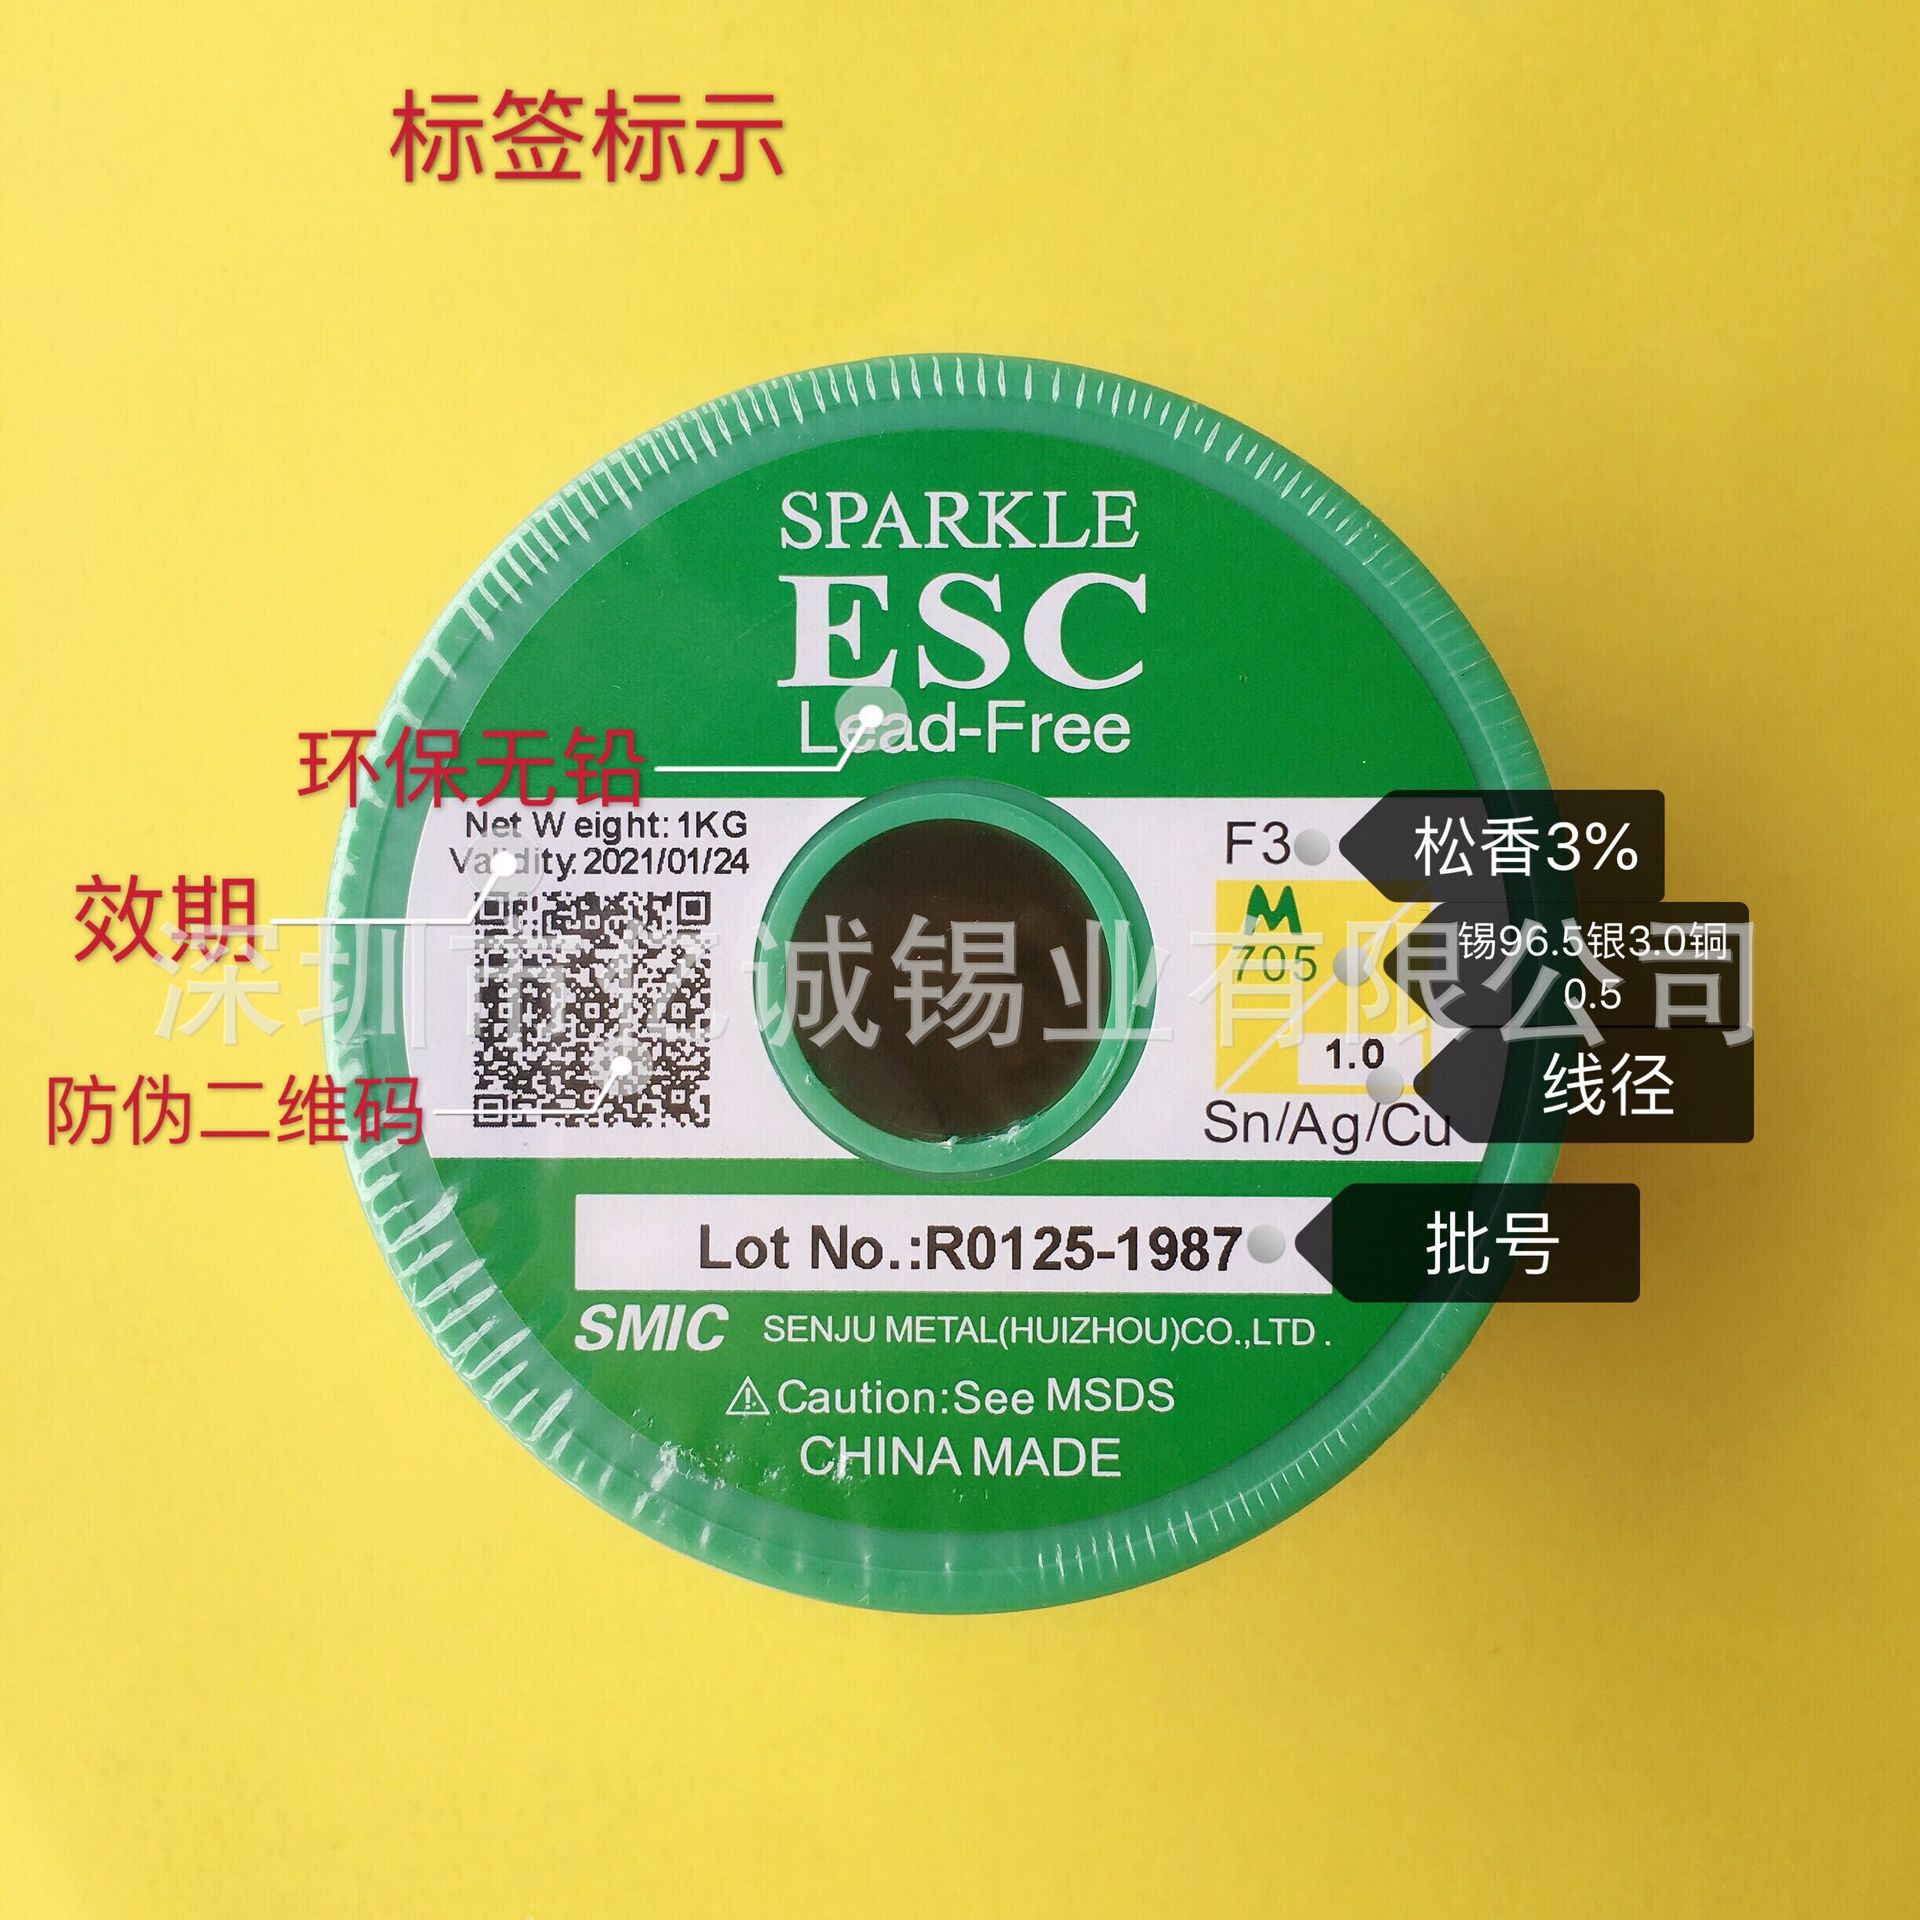 标签标示
SPARKLE
ESC
Lead-Free
环保无铅
Net Weight: 1KG
Validity. 2021/01/24
效期
防伪二维码
F3
松香3%
M
705
锡96.5银3.0铜
0.5
1.0
线径
Sn/Ag/Cu
深圳市亿诚锡业有限公司
Lot No.:R0125-1987
批号
SMIC SENJU METAL(HUIZHOU)CO.,LTD.
Caution:See MSDS
CHINA MADE